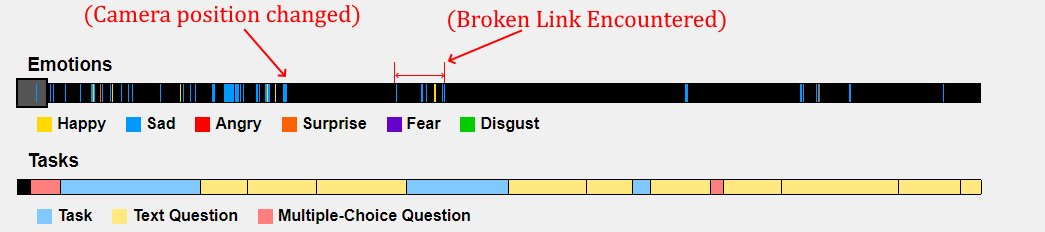 (Camera position changed)
(Broken Link Encountered)
Emotions
Happy Sad Angry Surprise Fear Disgust
Tasks
Task Text Question Multiple-Choice Question